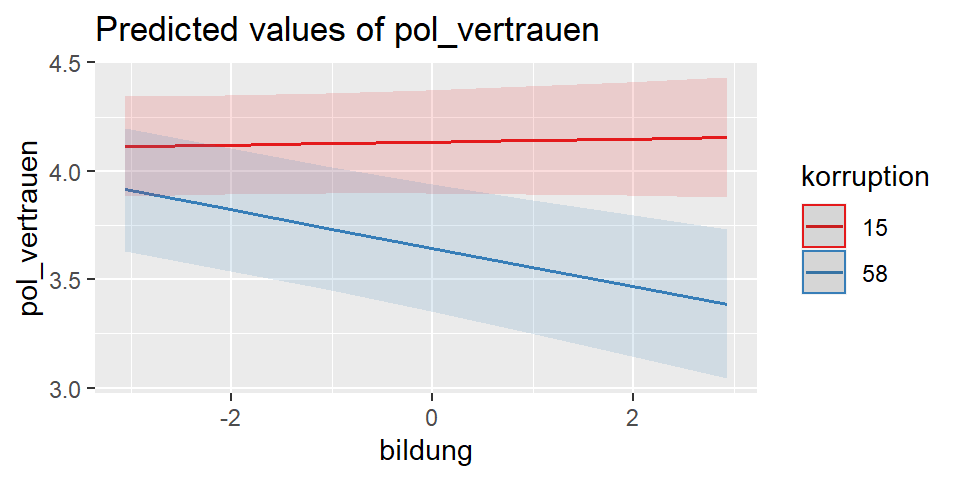 Predicted values of pol_vertrauen
4.5
4.0
3.5
3.0
pol_vertrauen
-2
0
2
bildung
korruption
15
58